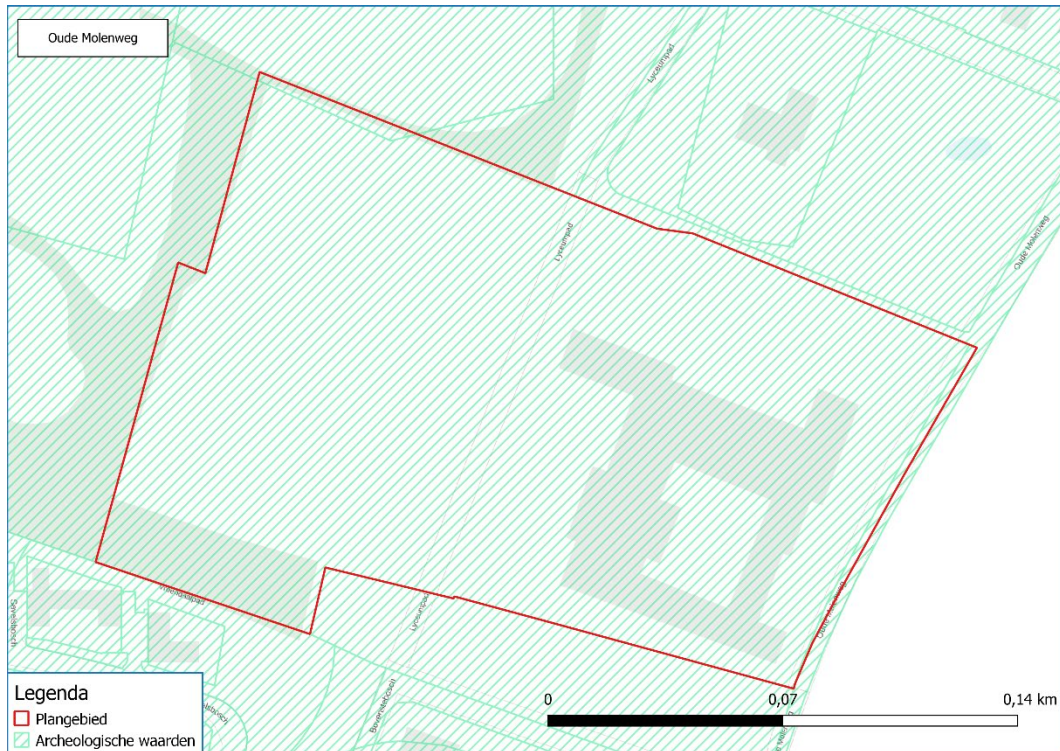 Oude Molenweg
Lyceumpad
Lyceumpad
Oude Molenweg
Oude Molenweg
Lyceumpad
Bovenstebosch
Legenda
Plangebied
Archeologische waarden
0
0,07
0,14 km